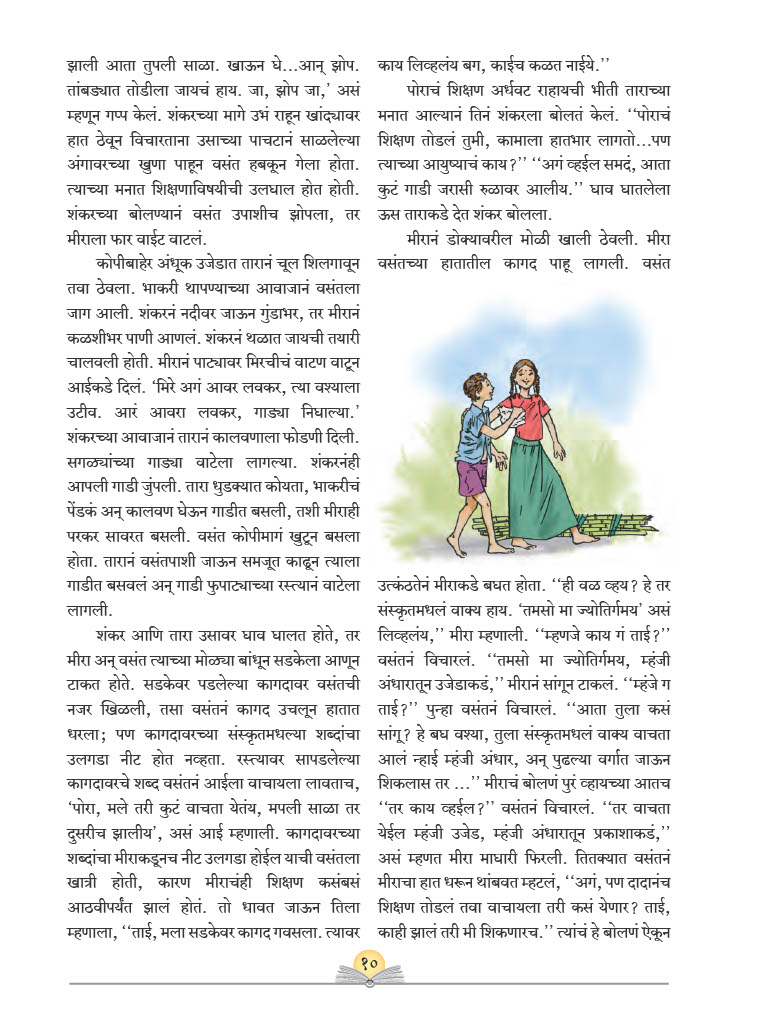 झाली आता तुपली साळा. खाऊन घे...आन् झोप.
तांबड्यात तोडीला जायचं हाय. जा, झोप जा,’ असं
म्हणून गप्प केलं. शंकरच्या मागे उभं राहून खांद्यावर
हात ठेवून विचारताना उसाच्या पाचटानं साळलेल्या
अंगावरच्या खुणा पाहून वसंत हबकून गेला होता.
त्याच्या मनात शिक्षणाविषयीची उलघाल होत होती.
शंकरच्या बोलण्यानं वसंत उपाशीच झोपला, तर
मीराला फार वाईट वाटलं.
कोपीबाहेर अंधूक उजेडात तारानं चूल शिलगावून
तवा ठेवला. भाकरी थापण्याच्या आवाजानं वसंतला
जाग आली. शंकरनं नदीवर जाऊन गुंडाभर, तर मीरानं
कळशीभर पाणी आणलं. शंकरनं थळात जायची तयारी
चालवली होती. मीरानं पाट्यावर मिरचीचं वाटण वाटून
आईकडे दिलं. ‘मिरे अगं आवर लवकर, त्या वश्याला
उटीव. आरं आवरा लवकर, गाड्या निघाल्या.’
शंकरच्या आवाजानं तारानं कालवणाला फोडणी दिली.
सगळ्यांच्या गाड्या वाटेला लागल्या. शंकरनंही
आपली गाडी जुंपली. तारा धुडक्यात कोयता, भाकरीचं
पेंडकं अन् कालवण घेऊन गाडीत बसली, तशी मीराही
परकर सावरत बसली. वसंत कोपीमागं खुटून बसला
होता. तारानं वसंतपाशी जाऊन समजूत काढून त्याला
गाडीत बसवलं अन् गाडी फुपाट्याच्या रस्त्यानं वाटेला
लागली.
शंकर आणि तारा उसावर घाव घालत होते, तर
मीरा अन् वसंत त्याच्या मोळ्या बांधून सडकेला आणून
टाकत होते. सडकेवर पडलेल्या कागदावर वसंतची
नजर खिळली, तसा वसंतनं कागद उचलून हातात
धरला; पण कागदावरच्या संस्कृतमधल्या शब्दांचा
उलगडा नीट होत नव्हता. रस्त्यावर सापडलेल्या
कागदावरचे शब्द वसंतनं आईला वाचायला लावताच,
‘पोरा, मले तरी कुटं वाचता येतंय, मपली साळा तर
दुसरीच झालीय’, असं आई म्हणाली. कागदावरच्या
शब्दांचा मीराकडूनच नीट उलगडा होईल याची वसंतला
खात्री होती, कारण मीराचंही शिक्षण कसंबसं
आठवीपर्यंत झालं होतं. तो धावत जाऊन तिला
म्हणाला, ‘‘ताई, मला सडकेवर कागद गवसला. त्यावर
काय लिव्हलंय बग, काईच कळत नाईये.’’
पोराचं शिक्षण अर्धवट राहायची भीती ताराच्या
मनात आल्यानं तिनं शंकरला बोलतं केलं. ‘‘पोराचं
शिक्षण तोडलं तुमी, कामाला हातभार लागतो...पण
त्याच्या आयुष्याचं काय?’’ ‘‘अगं व्हईल समदं, आता
कुटं गाडी जरासी रुळावर आलीय.’’ घाव घातलेला
ऊस ताराकडे देत शंकर बोलला.
मीरानं डोक्यावरील मोळी खाली ठेवली. मीरा
वसंतच्या हातातील कागद पाहू लागली. वसंत
उत्कंठतेनं मीराकडे बघत होता. ‘‘ही वळ व्हय? हे तर
संस्कृतमधलं वाक्य हाय. ‘तमसो मा ज्योतिर्गमय’ असं
लिव्हलंय,’’ मीरा म्हणाली. ‘‘म्हणजे काय गं ताई?’’
वसंतनं विचारलं. ‘‘तमसो मा ज्योतिर्गमय, म्हंजी
अंधारातून उजेडाकडं,’’ मीरानं सांगून टाकलं. ‘‘म्हंजे ग
ताई?’’ पुन्हा वसंतनं विचारलं. ‘‘आता तुला कसं
सांगू? हे बघ वश्या, तुला संस्कृतमधलं वाक्य वाचता
आलं न्हाई म्हंजी अंधार, अन् पुढल्या वर्गात जाऊन
शिकलास तर ...’’ मीराचं बोलणं पुरं व्हायच्या आतच
‘‘तर काय व्हईल?’’ वसंतनं विचारलं. ‘‘तर वाचता
येईल म्हंजी उजेड, म्हंजी अंधारातून प्रकाशाकडं,’’
असं म्हणत मीरा माघारी फिरली. तितक्यात वसंतनं
मीराचा हात धरून थांबवत म्हटलं, ‘‘अगं, पण दादानंच
शिक्षण तोडलं तवा वाचायला तरी कसं येणार? ताई,
काही झालं तरी मी शिकणारच.’’ त्यांचं हे बोलणं ऐकून
१०